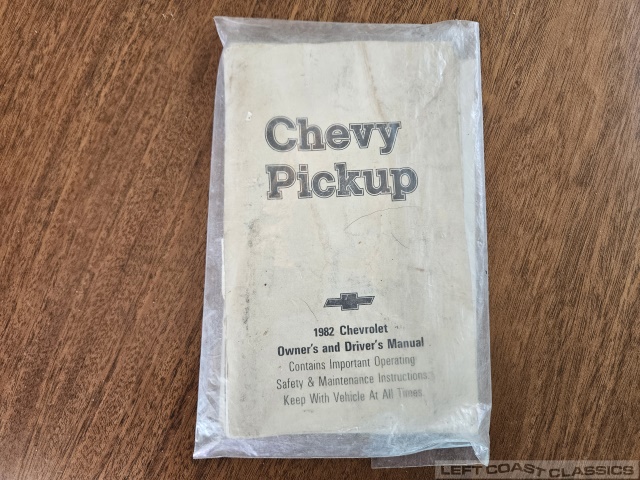 Chevy
Pickup
1982 Chevrolet
Owner's and Driver's Manual
Contains Important Operating
Safety & Maintenance Instructions
Keep With Vehicle At All Times
LEFT COAST CLASSICS